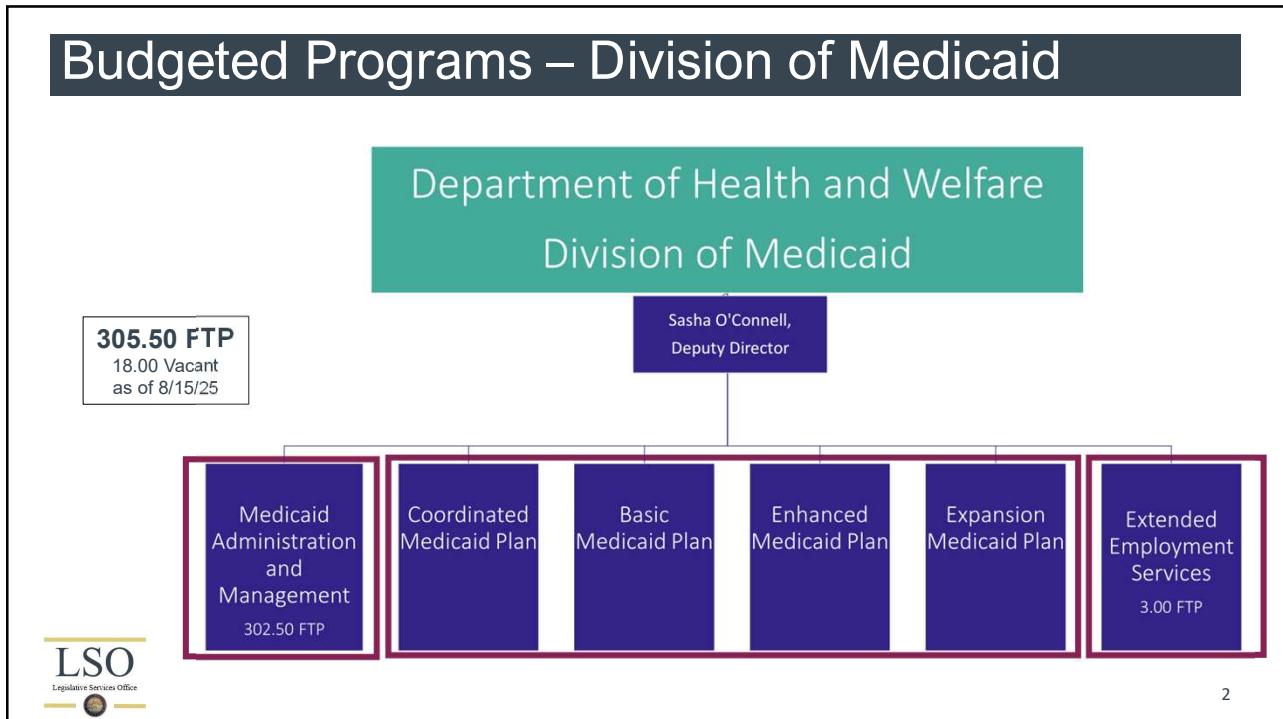 Budgeted Programs – Division of Medicaid
Department of Health and Welfare
Division of Medicaid
Sasha O'Connell,
Deputy Director
305.50 FTP
18.00 Vacant
as of 8/15/25
Medicaid
Administration
and
Management
302.50 FTP
Coordinated
Medicaid Plan
Basic
Medicaid Plan
Enhanced
Medicaid Plan
Expansion
Medicaid Plan
Extended
Employment
Services
3.00 FTP
LSO
Legislative Services Office
2